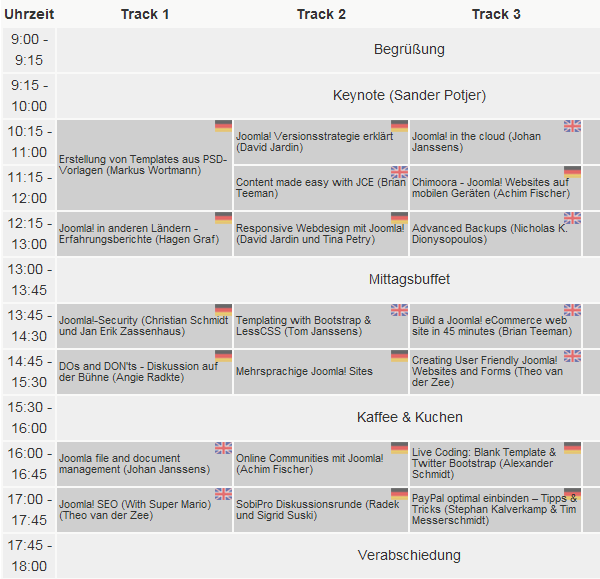 Uhrzeit Track 1 Track 2 Track 3
9:00 -
9:15
Begrüßung
9:15 -
10:00
Keynote (Sander Potjer)
10:15 -
11:00
Erstellung von Templates aus PSD-
Vorlagen (Markus Wortmann)
Joomla! Versionsstrategie erklärt
(David Jardin)
Joomla! in the cloud (Johan
Janssens)
11:15 -
12:00
Content made easy with JCE (Brian
Teeman)
Chimoora - Joomla! Websites auf
mobilen Geräten (Achim Fischer)
12:15 -
13:00
Joomla! in anderen Ländern -
Erfahrungsberichte (Hagen Graf)
Responsive Webdesign mit Joomla!
(David Jardin und Tina Petry)
Advanced Backups (Nicholas K.
Dionysopoulos)
13:00 -
13:45
Mittagsbuffet
13:45 -
14:30
Joomla!-Security (Christian Schmidt
und Jan Erik Zassenhaus)
Templating with Bootstrap &
LessCSS (Tom Janssens)
Build a Joomla! eCommerce web
site in 45 minutes (Brian Teeman)
14:45 -
15:30
DOs and DON'ts - Diskussion auf
der Bühne (Angie Radkte)
Mehrsprachige Joomla! Sites
Creating User Friendly Joomla!
Websites and Forms (Theo van
der Zee)
15:30 -
16:00
Kaffee & Kuchen
16:00 -
16:45
Joomla file and document
management (Johan Janssens)
Online Communities mit Joomla!
(Achim Fischer)
Live Coding: Blank Template &
Twitter Bootstrap (Alexander
Schmidt)
17:00 -
17:45
Joomla! SEO (With Super Mario)
(Theo van der Zee)
SobiPro Diskussionsrunde (Radek
und Sigrid Suski)
PayPal optimal einbinden – Tipps &
Tricks (Stephan Kalverkamp & Tim
Messerschmidt)
17:45 -
18:00
Verabschiedung